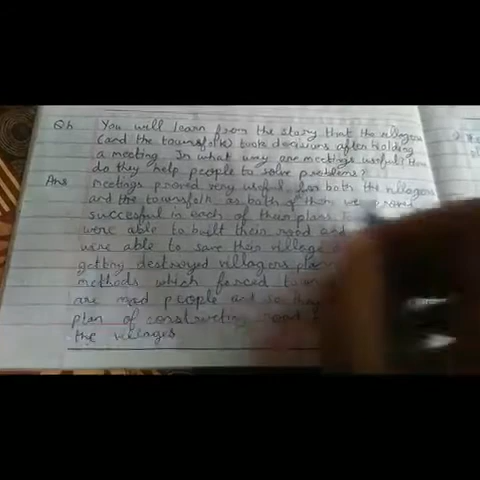 Q6 You will learn from the story that the villagers
(and the townsfolk) took decisions after holding
a meeting. In what way are meetings useful? How
do they help people to solve problems?
Ans Meetings proved very useful for both the villagers
and the townsfolk as both of them we proved
succesful in each of their plans
were able to built their road and
were able to save their village
getting destroyed villagers
methods which forced
are mad people and so they
plan of constructing road
the villages